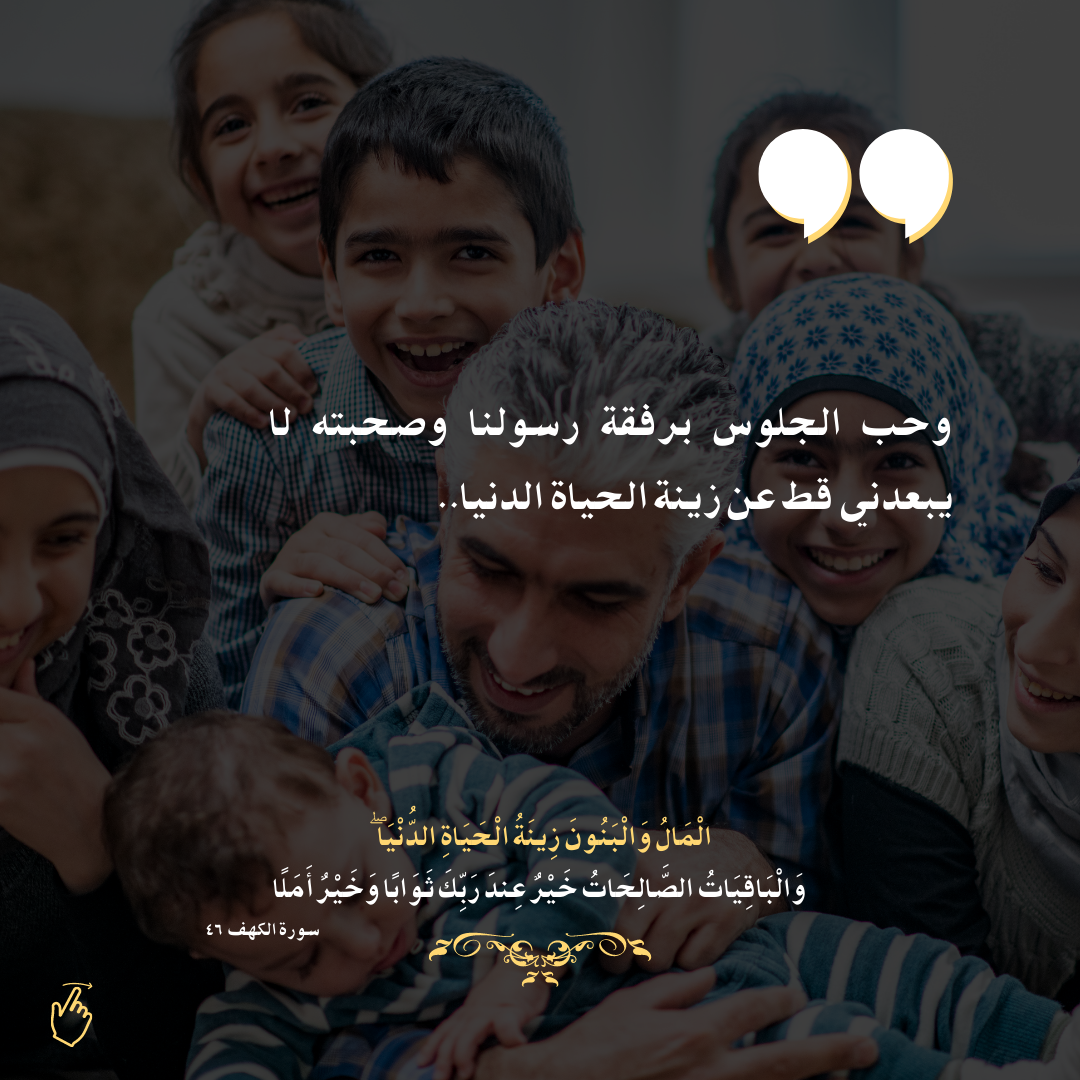 وحب الجلوس برفقة رسولنا وصحبته لا
يبعدني قط عن زينة الحياة الدنيا..
الْمَالُ وَالْبَنُونَ زِينَةُ الْحَيَاةِ الدُّنْيَا ۖ
وَالْبَاقِيَاتُ الصَّالِحَاتُ خَيْرٌ عِندَ رَبِّكَ ثَوَابًا وَخَيْرٌ أَمَلًا
سورة الكهف ٤٦